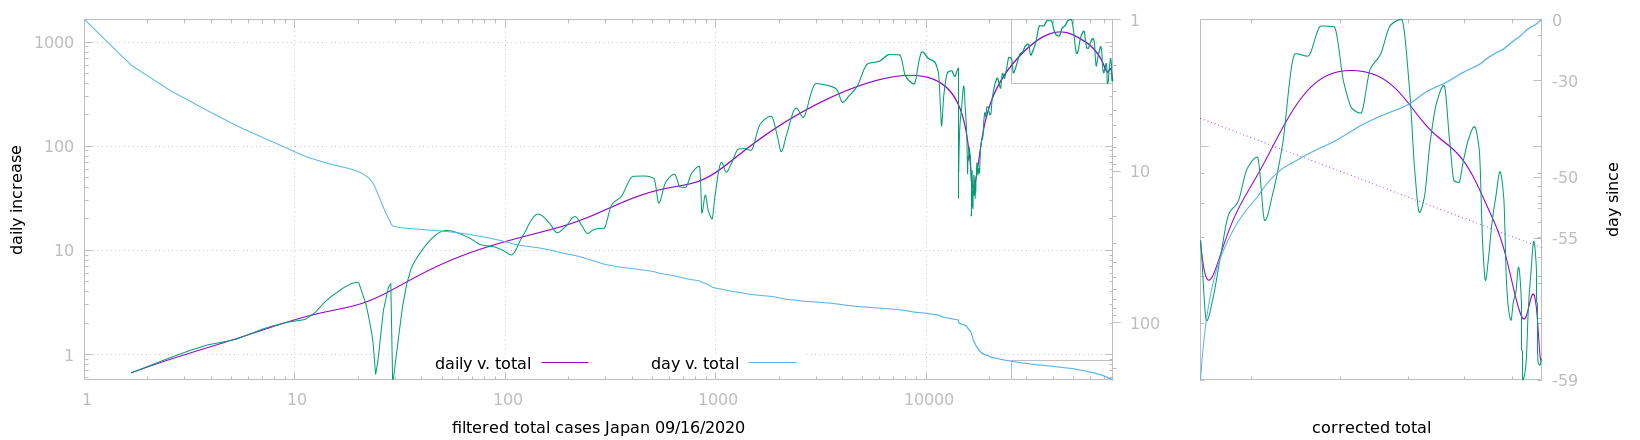 1000
100
10
1
daily increase
1
10
100
1000
10000
filtered total cases Japan 09/16/2020
daily v. total
day v. total
1
10
100
0
-30
-50
-55
-59
day since
corrected total